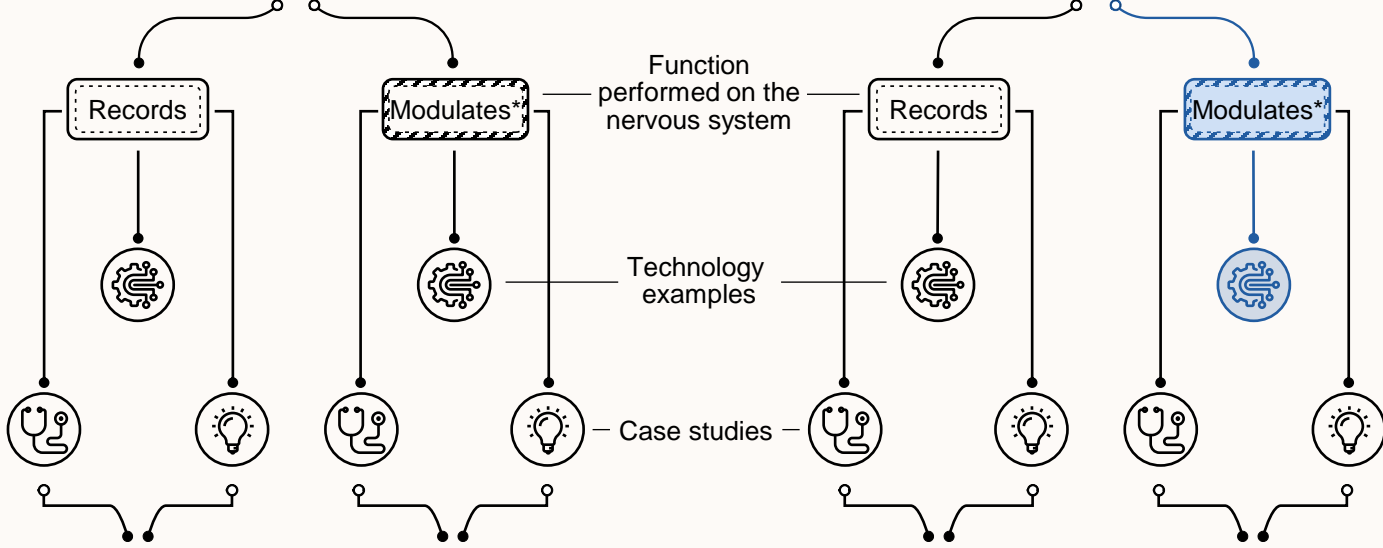 Records
Modulates*
Function
performed on the
nervous system
Records
Modulates*
Technology
examples
Case studies